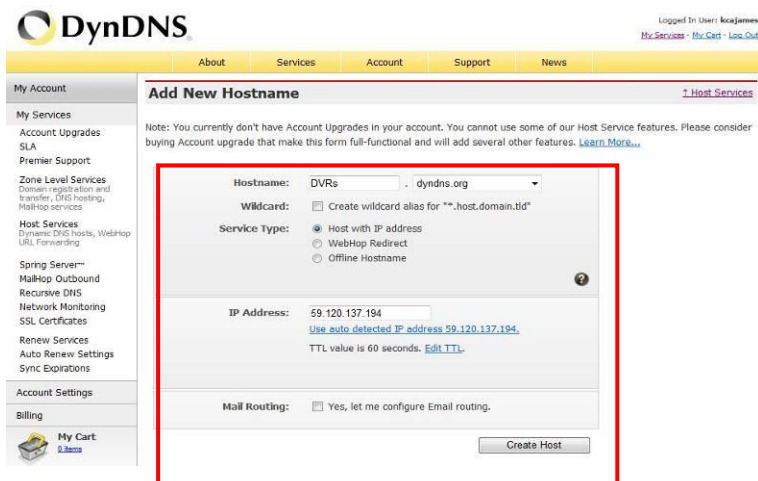 DynDNS
Logged In User: kcajames
My Services - My Cart - Log Out
About Services Account Support News
My Account
My Services
Account Upgrades
SLA
Premier Support
Zone Level Services
Domain registration and
transfer, DNS hosting,
MailHop services
Host Services
Dynamic DNS hosts, WebHop
URL Forwarding
Spring Server™
MailHop Outbound
Recursive DNS
Network Monitoring
SSL Certificates
Renew Services
Auto Renew Settings
Sync Expirations
Account Settings
Billing
My Cart
0 items
Add New Hostname
↑ Host Services
Note: You currently don't have Account Upgrades in your account. You cannot use some of our Host Service features. Please consider
buying Account upgrade that make this form full-functional and will add several other features. Learn More...
Hostname: DVRs . dyndns.org
Wildcard: Create wildcard alias for "*.host.domain.tld"
Service Type: Host with IP address
WebHop Redirect
Offline Hostname
?
IP Address: 59.120.137.194
Use auto detected IP address 59.120.137.194.
TTL value is 60 seconds. Edit TTL.
Mail Routing: Yes, let me configure Email routing.
Create Host